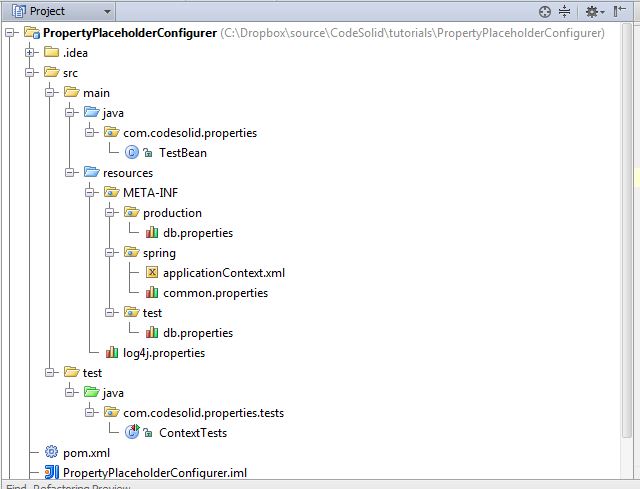 Project
PropertyPlaceholderConfigurer (C:\Dropbox\source\CodeSolid\tutorials\PropertyPlaceholderConfigurer)
.idea
src
main
java
com.codesolid.properties
TestBean
resources
META-INF
production
db.properties
spring
applicationContext.xml
common.properties
test
db.properties
log4j.properties
test
java
com.codesolid.properties.tests
ContextTests
pom.xml
PropertyPlaceholderConfigurer.iml
Find Refactoring Preview